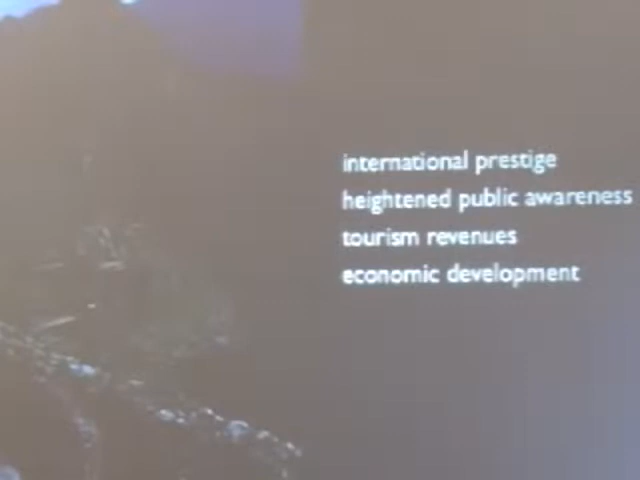 international prestige
heightened public awareness
tourism revenues
economic development